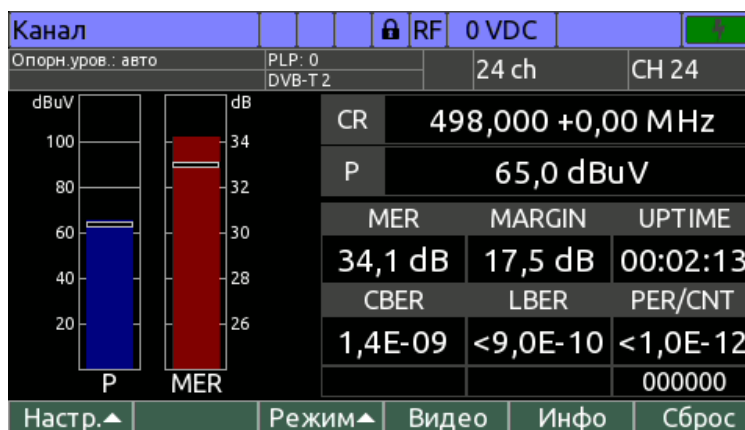 Канал RF 0 VDC
Опорн.уров.: авто PLP: 0 24 ch CH 24
DVB-T2
dBuV dB
100 34
80 32
60 30
40 28
20 26
P MER
CR 498,000 +0,00 MHz
P 65,0 dBuV
MER MARGIN UPTIME
34,1 dB 17,5 dB 00:02:13
CBER LBER PER/CNT
1,4E-09 <9,0E-10 <1,0E-12
000000
Настр. Режим Видео Инфо Сброс